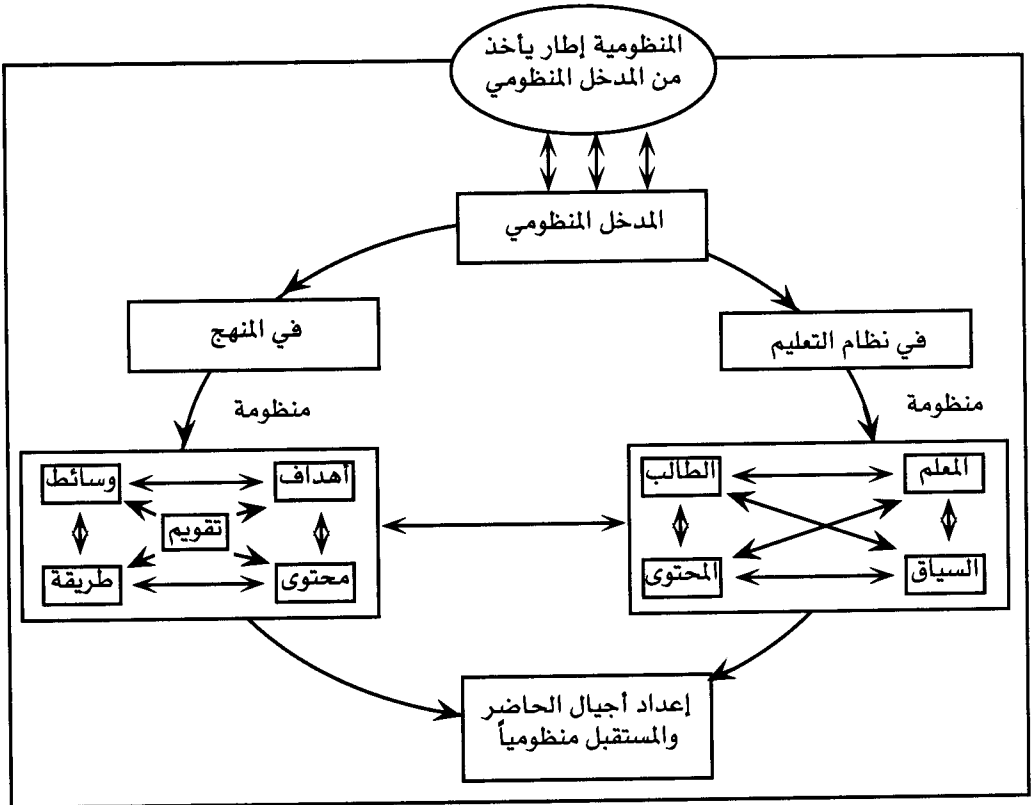 المنظومية إطار يأخذ
من المدخل المنظومي
المدخل المنظومي
في نظام التعليم
في المنهج
منظومة
منظومة
المعلم
الطالب
السياق
المحتوى
أهداف
وسائط
تقويم
محتوى
طريقة
إعداد أجيال الحاضر
والمستقبل منظومياً